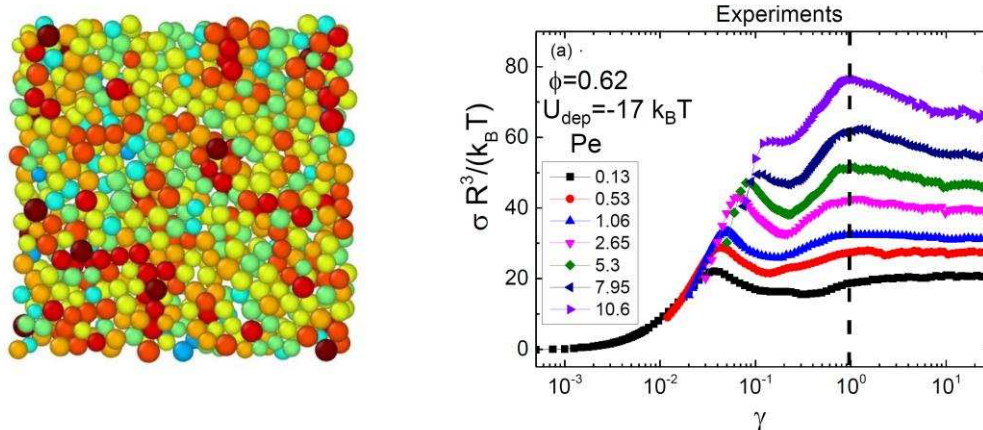 Experiments
(a)
ϕ=0.62
U_dep=-17 k_BT
Pe
0.13
0.53
1.06
2.65
5.3
7.95
10.6
σ R³/(k_BT)
80
60
40
20
0
10⁻³ 10⁻² 10⁻¹ 10⁰ 10¹
γ